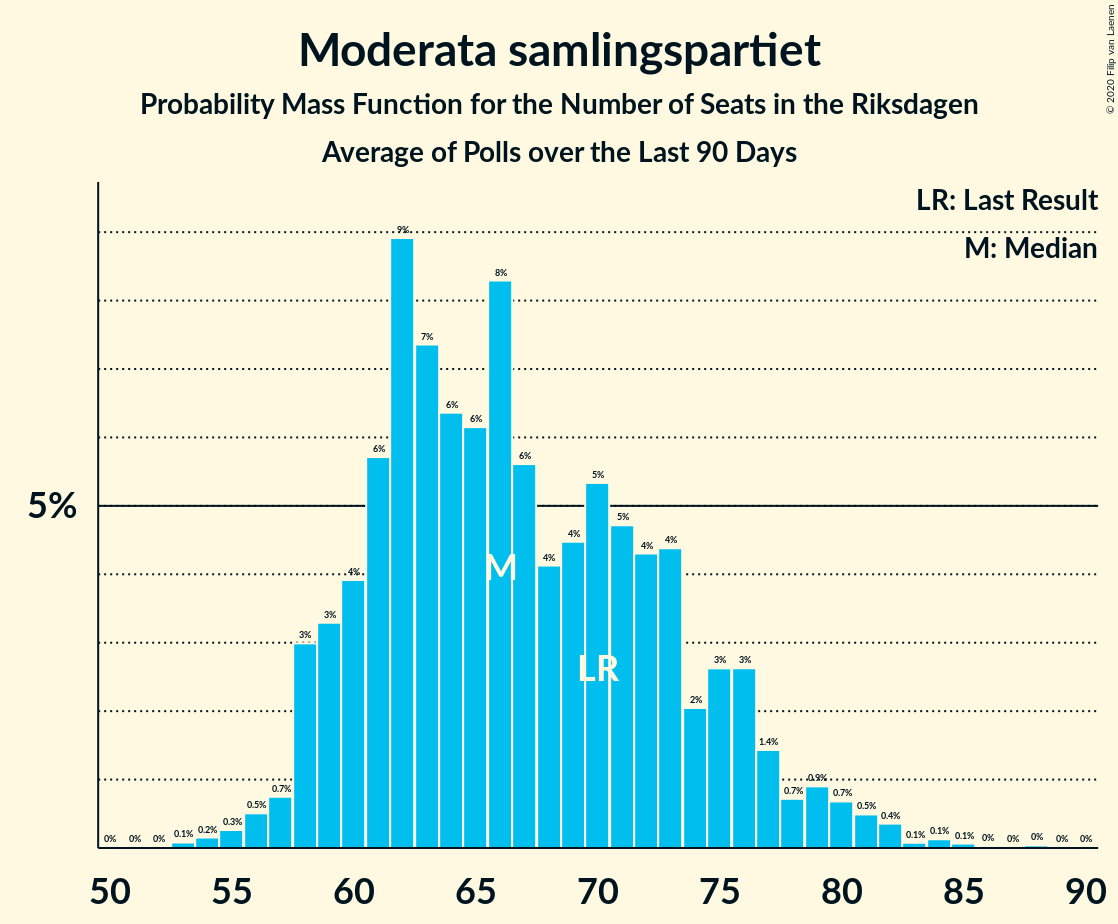 Moderata samlingspartiet
Probability Mass Function for the Number of Seats in the Riksdagen
Average of Polls over the Last 90 Days
© 2020 Filip van Laenen
LR: Last Result
M: Median
5%
0% 0% 0% 0.1% 0.2% 0.3% 0.5% 0.7% 3% 3% 4% 6% 9% 7% 6% 6% 8% 6% 4% 4% 5% 5% 4% 4% 2% 3% 3% 1.4% 0.7% 0.9% 0.7% 0.5% 0.4% 0.1% 0.1% 0.1% 0% 0% 0% 0% 0%
M
LR
50 55 60 65 70 75 80 85 90